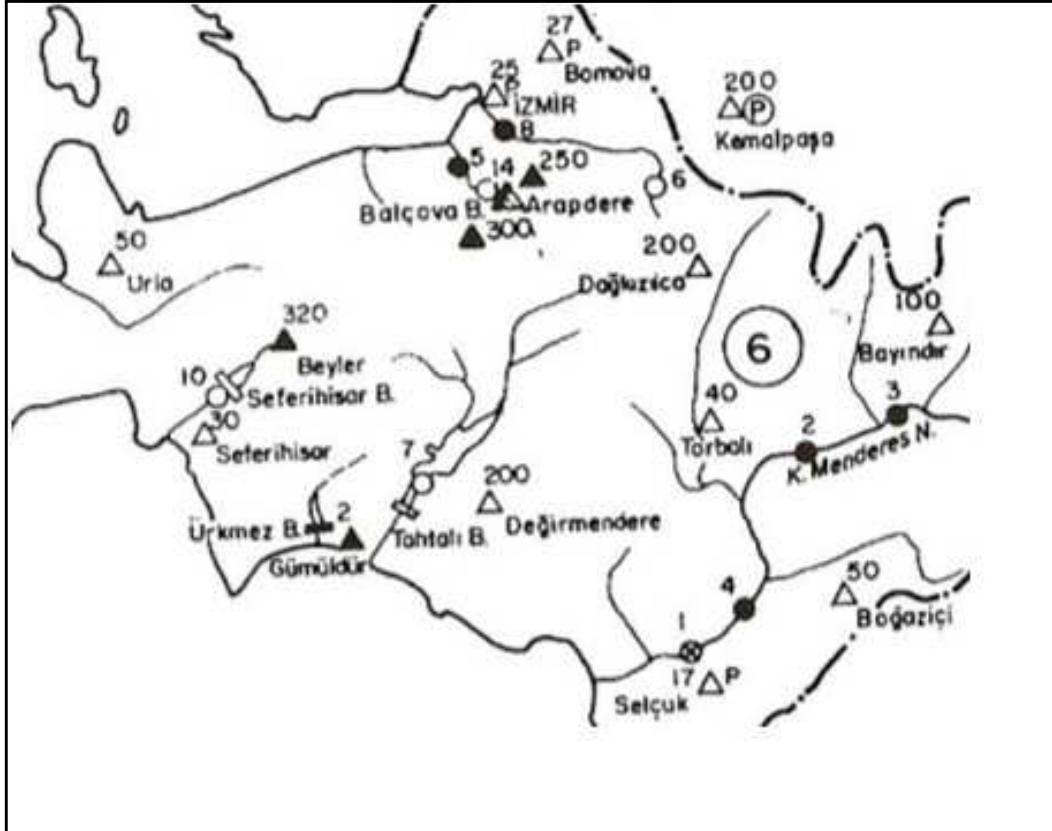 27
P
Bornova
25
P
İZMİR
8
200
P
Kemalpaşa
5
14
250
6
Balçova B.
Arapdere
300
50
Urla
200
Dağkızılca
320
Beyler
100
Bayındır
6
10
Seferihisar B.
30
Seferihisar
40
Torbalı
3
2
K. Menderes N.
7
200
Değirmendere
Ürkmez B.
2
Tahtalı B.
Gümüldür
4
50
Boğaziçi
1
17
P
Selçuk